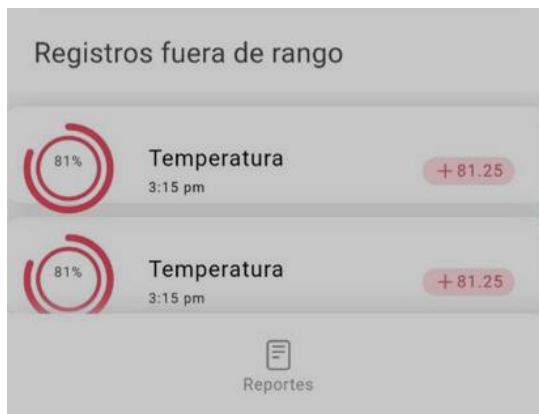 Registros fuera de rango
81%
Temperatura
3:15 pm
+81.25
81%
Temperatura
3:15 pm
+81.25
Reportes